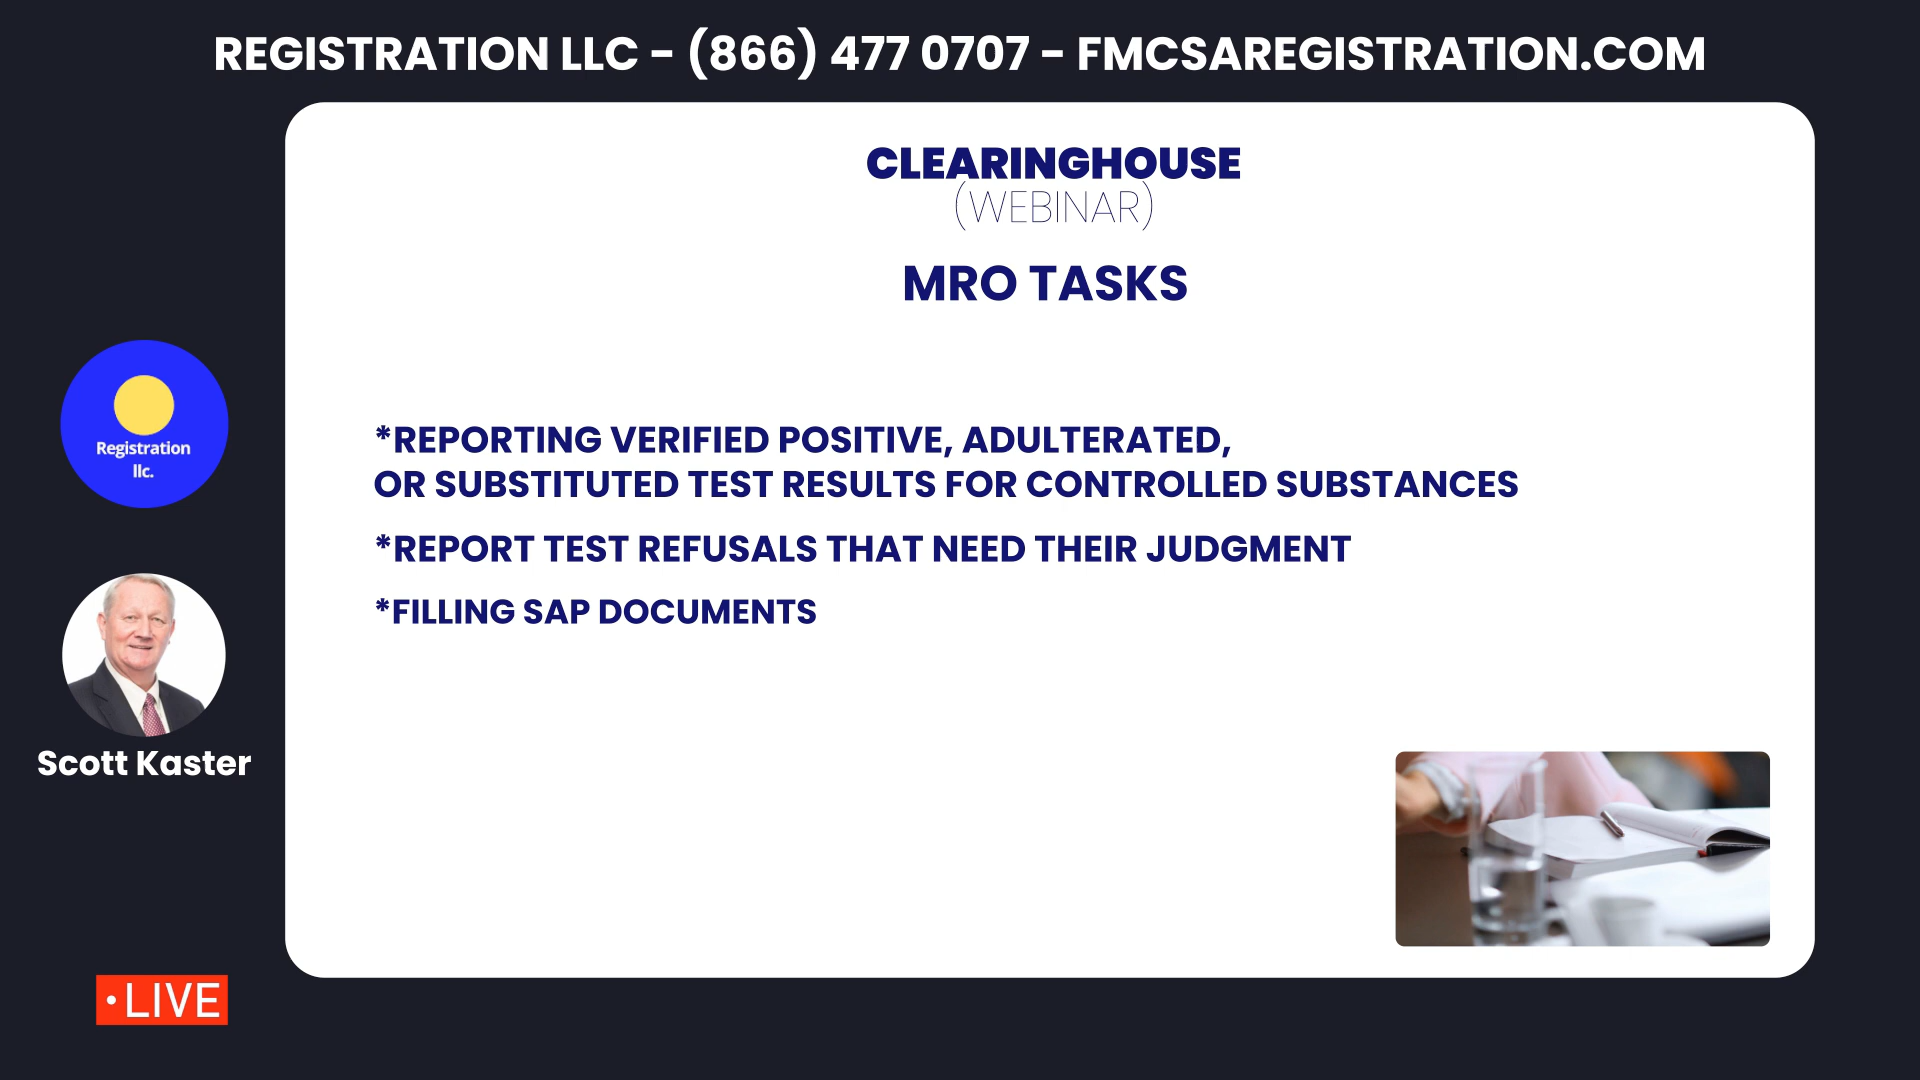 REGISTRATION LLC - (866) 477 0707 - FMCSAREGISTRATION.COM
CLEARINGHOUSE
(WEBINAR)
MRO TASKS
*REPORTING VERIFIED POSITIVE, ADULTERATED,
OR SUBSTITUTED TEST RESULTS FOR CONTROLLED SUBSTANCES
*REPORT TEST REFUSALS THAT NEED THEIR JUDGMENT
*FILLING SAP DOCUMENTS
Registration
llc.
Scott Kaster
• LIVE